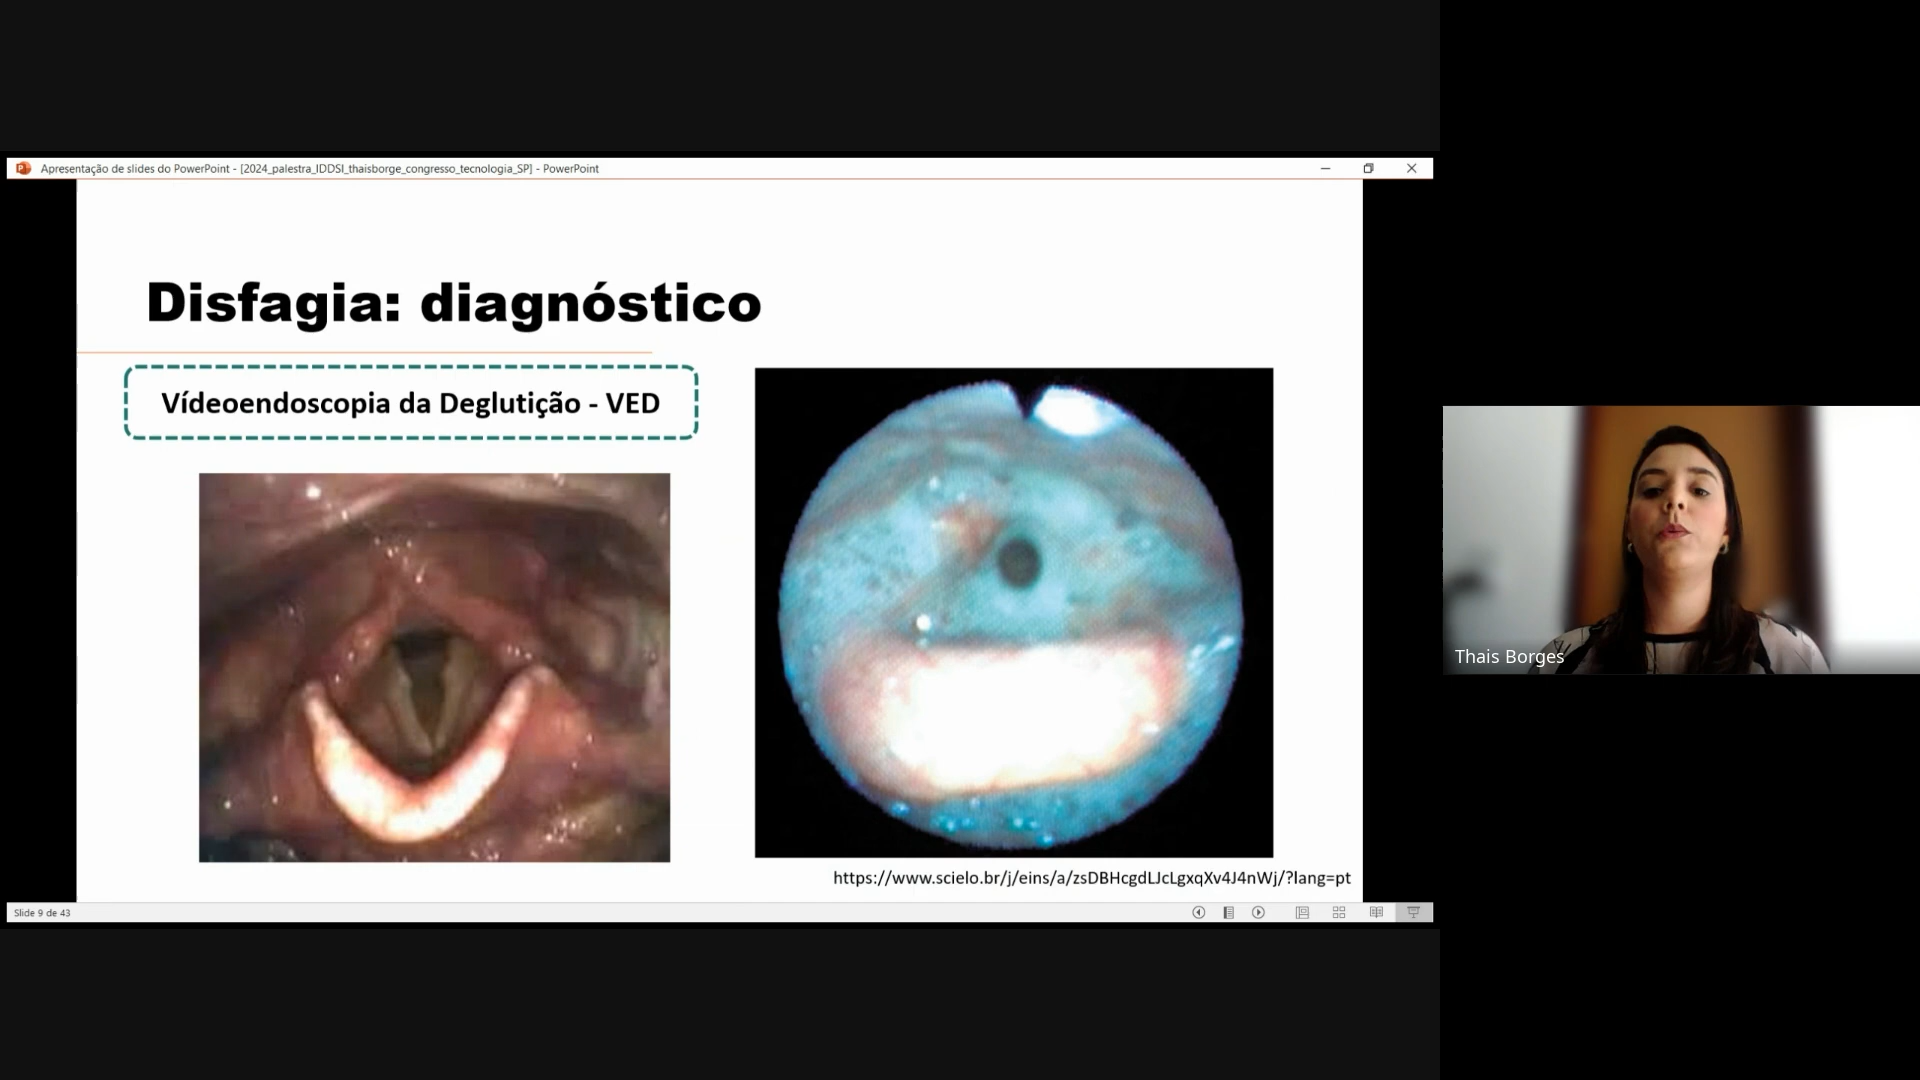 Apresentação de slides do PowerPoint - [2024_palestra_IDDSI_thaisborge_congresso_tecnologia_SP] - PowerPoint
Disfagia: diagnóstico
Vídeoendoscopia da Deglutição - VED
https://www.scielo.br/j/eins/a/zsDBHcgdLJcLgxqXv4J4nWj/?lang=pt
Slide 9 de 43
Thais Borges